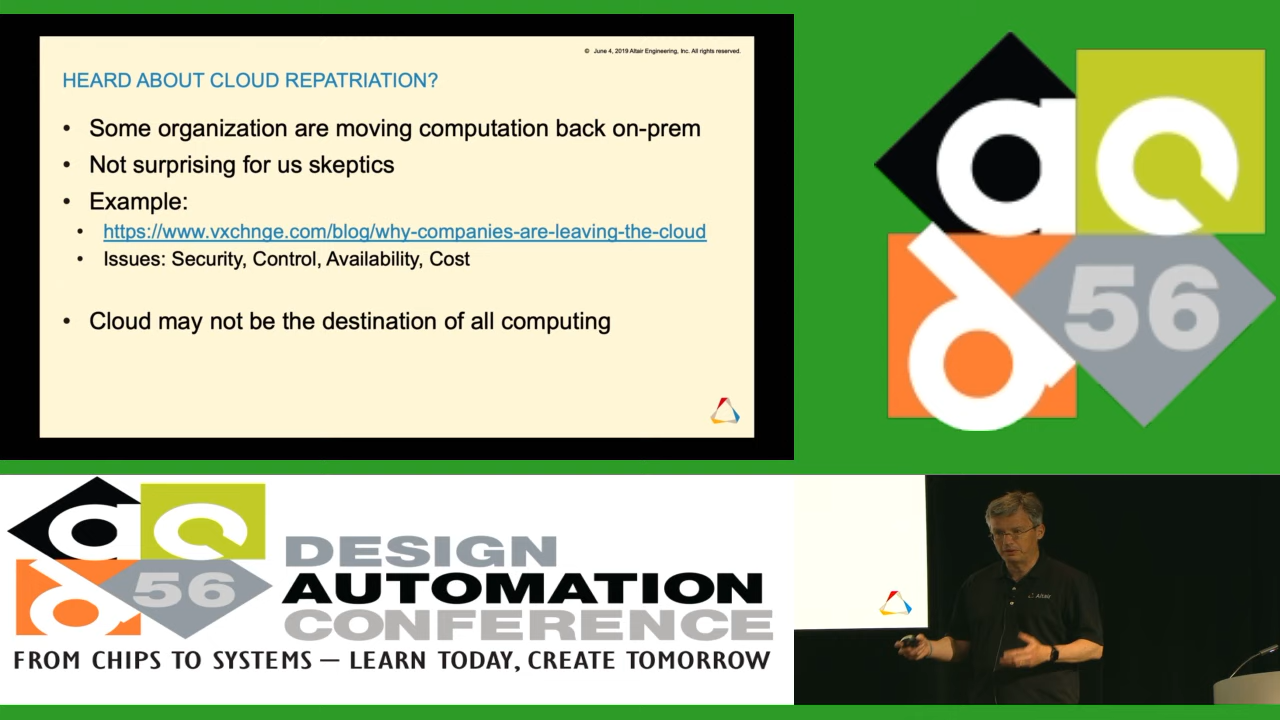 © June 4, 2019 Altair Engineering, Inc. All rights reserved.
HEARD ABOUT CLOUD REPATRIATION?
• Some organization are moving computation back on-prem
• Not surprising for us skeptics
• Example:
• https://www.vxchnge.com/blog/why-companies-are-leaving-the-cloud
• Issues: Security, Control, Availability, Cost
• Cloud may not be the destination of all computing
dac
56
dac
56
DESIGN
AUTOMATION
CONFERENCE
FROM CHIPS TO SYSTEMS — LEARN TODAY, CREATE TOMORROW
Altair